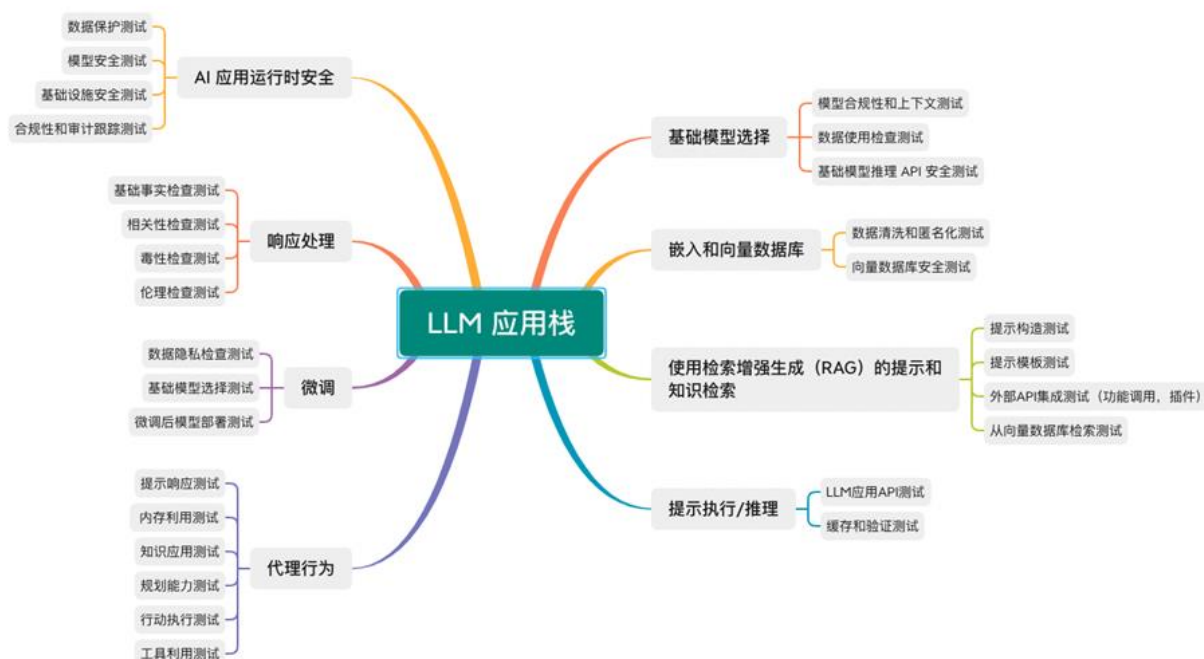 LLM 应用栈
基础模型选择
模型合规性和上下文测试
数据使用检查测试
基础模型推理 API 安全测试
嵌入和向量数据库
数据清洗和匿名化测试
向量数据库安全测试
使用检索增强生成（RAG）的提示和
知识检索
提示构造测试
提示模板测试
外部API集成测试（功能调用，插件）
从向量数据库检索测试
提示执行/推理
LLM应用API测试
缓存和验证测试
AI 应用运行时安全
数据保护测试
模型安全测试
基础设施安全测试
合规性和审计跟踪测试
响应处理
基础事实检查测试
相关性检查测试
毒性检查测试
伦理检查测试
微调
数据隐私检查测试
基础模型选择测试
微调后模型部署测试
代理行为
提示响应测试
内存利用测试
知识应用测试
规划能力测试
行动执行测试
工具利用测试